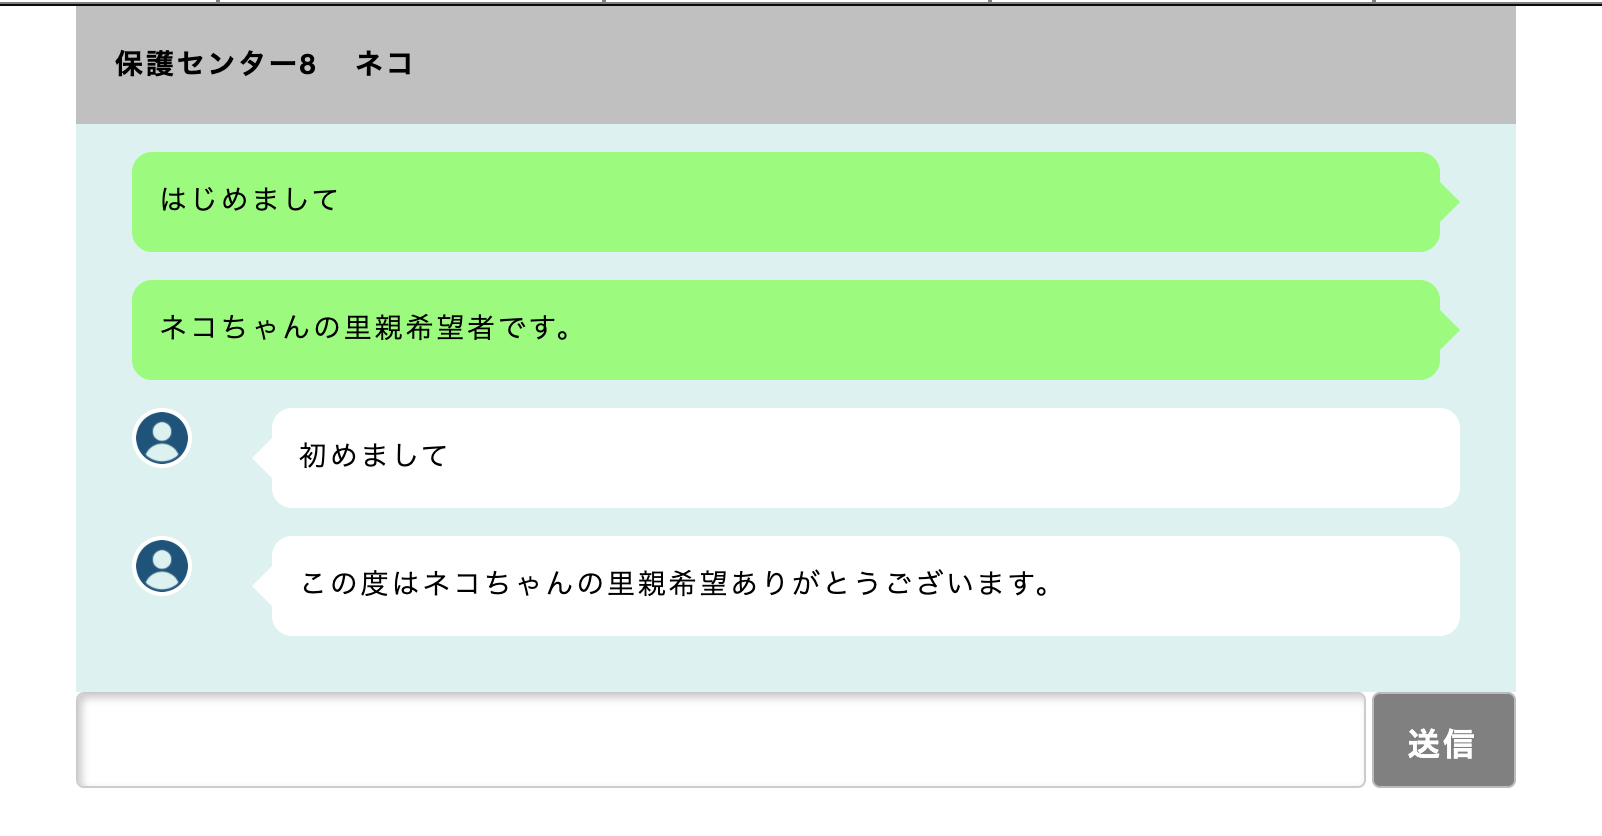 保護センター8　ネコ
はじめまして
ネコちゃんの里親希望者です。
初めまして
この度はネコちゃんの里親希望ありがとうございます。
送信